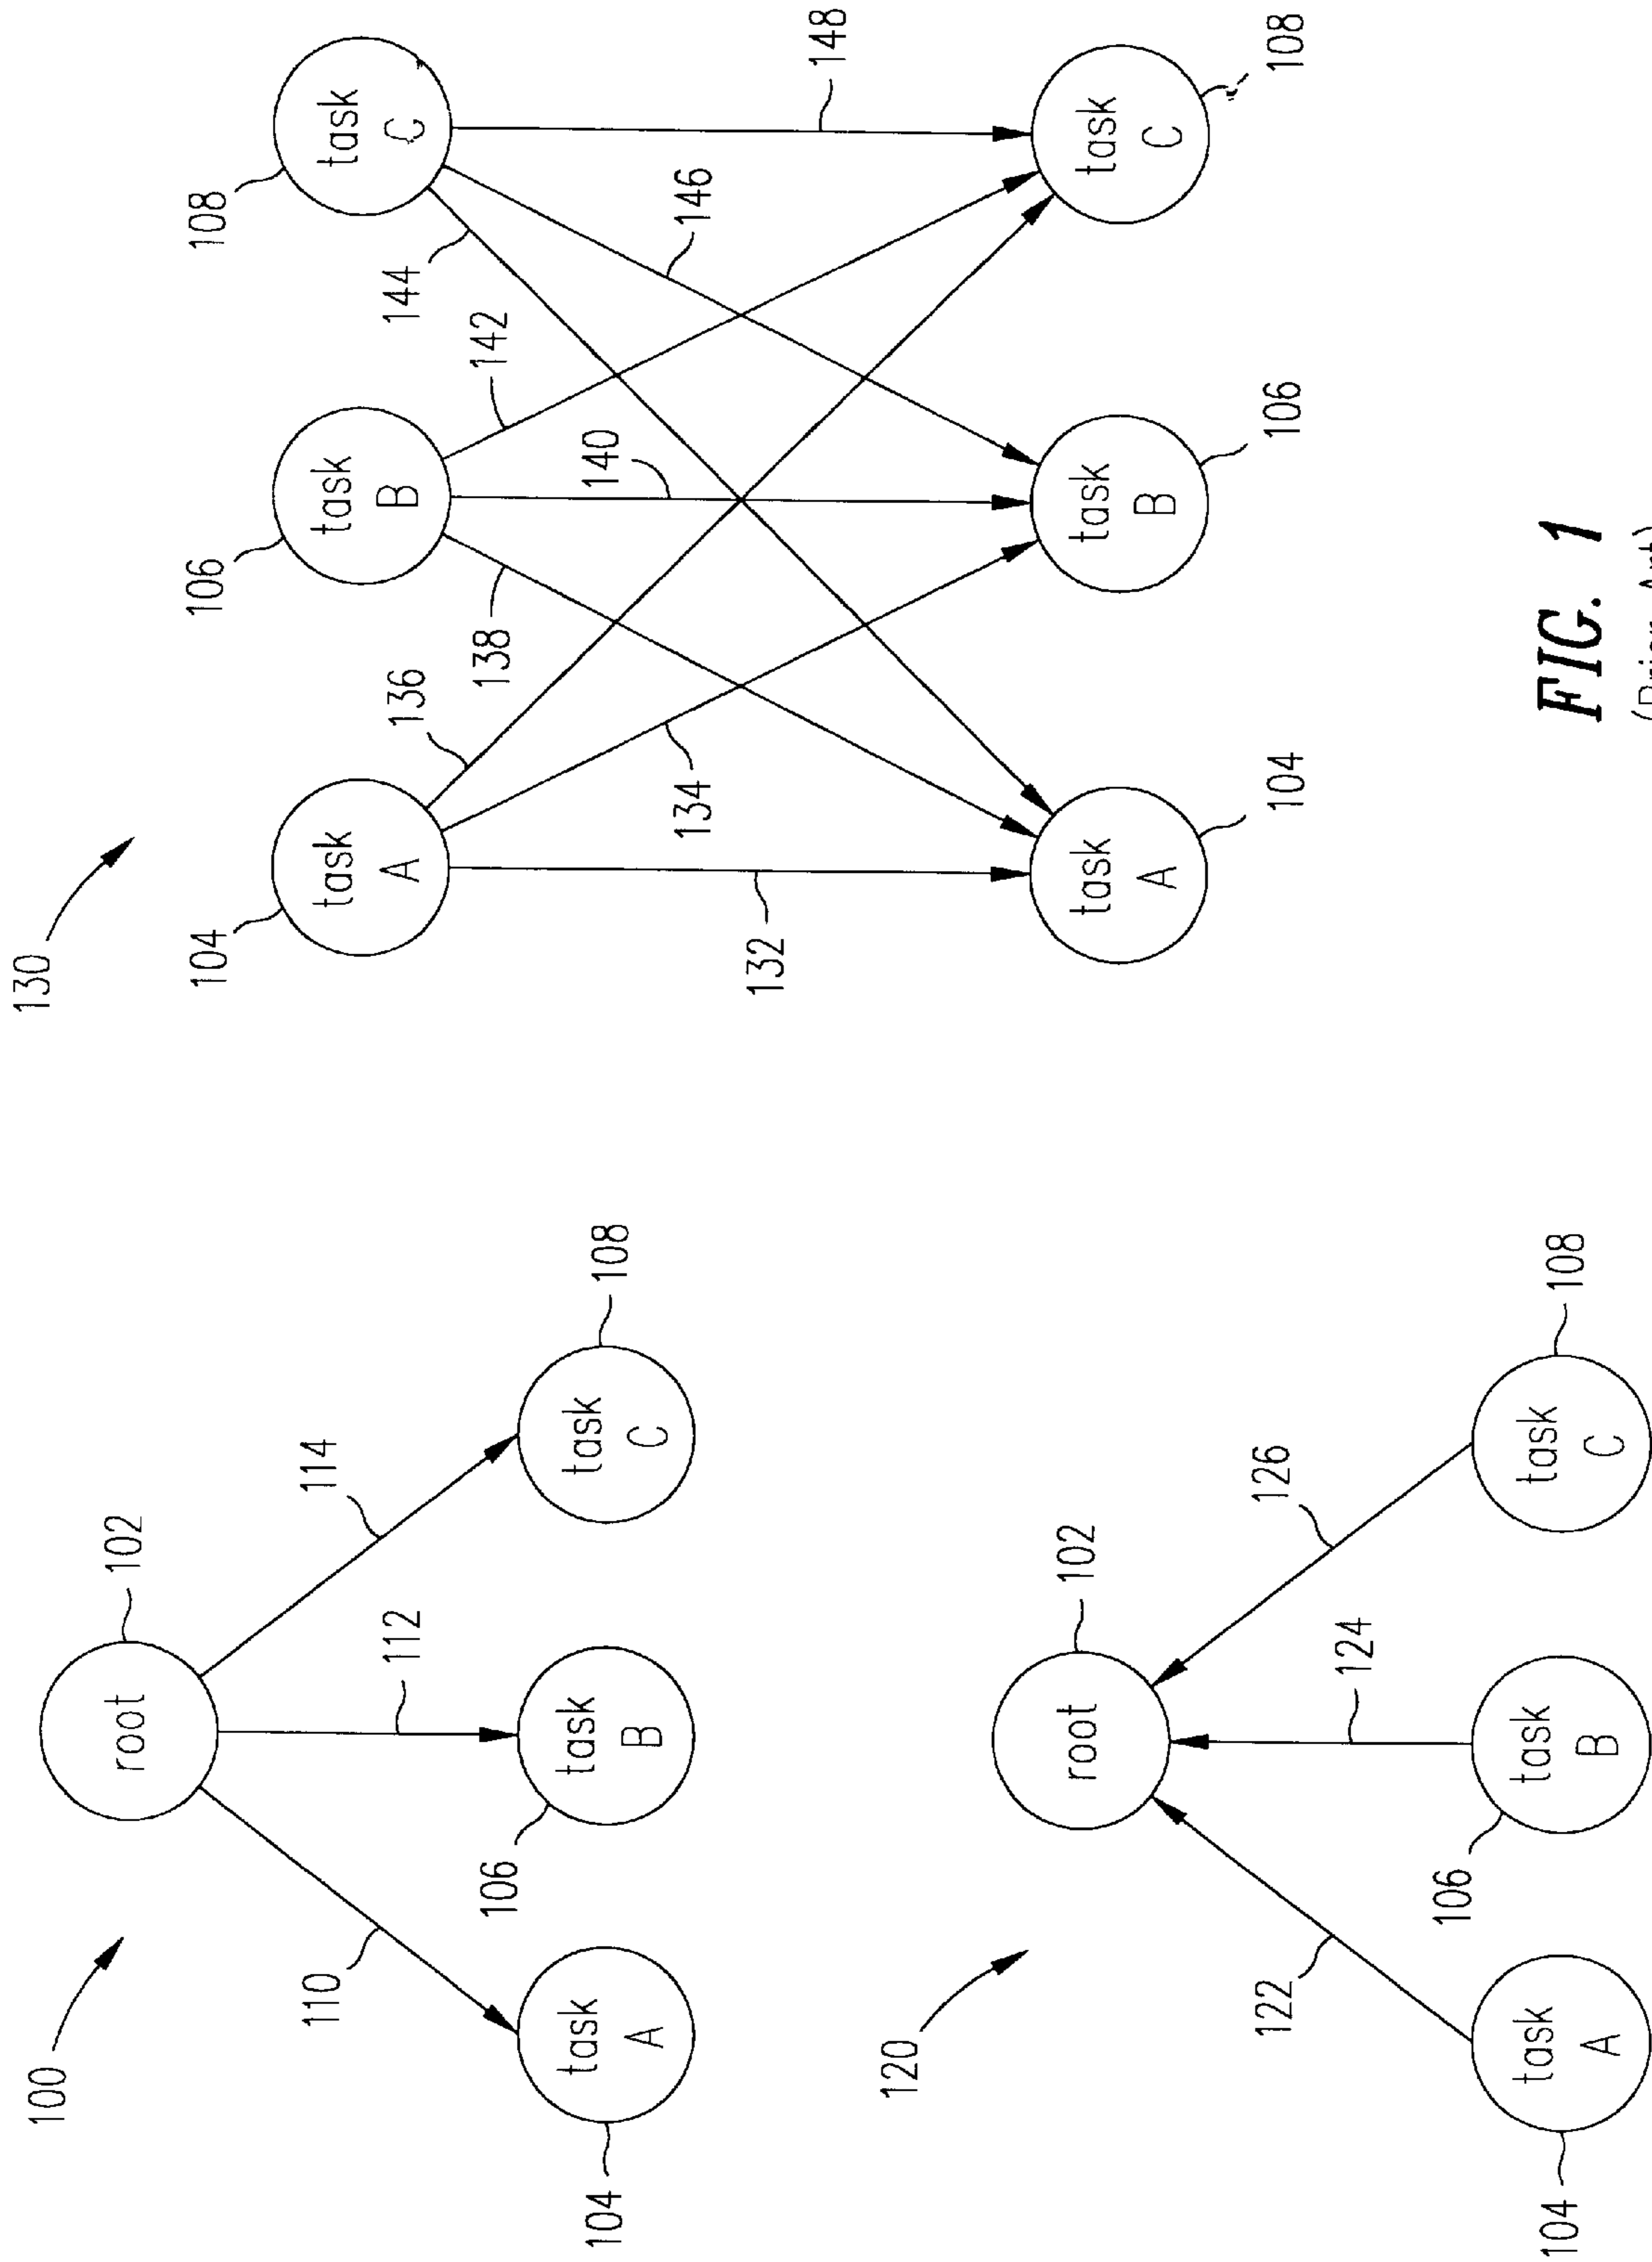 100
root
102
110
112
114
task
A
104
task
B
106
task
C
108
120
root
102
122
124
126
task
A
104
task
B
106
task
C
108
130
104
task
A
106
task
B
108
task
C
136
138
142
144
132
134
140
146
148
task
A
104
task
B
106
task
C
108
FIG. 1
(Prior Art)